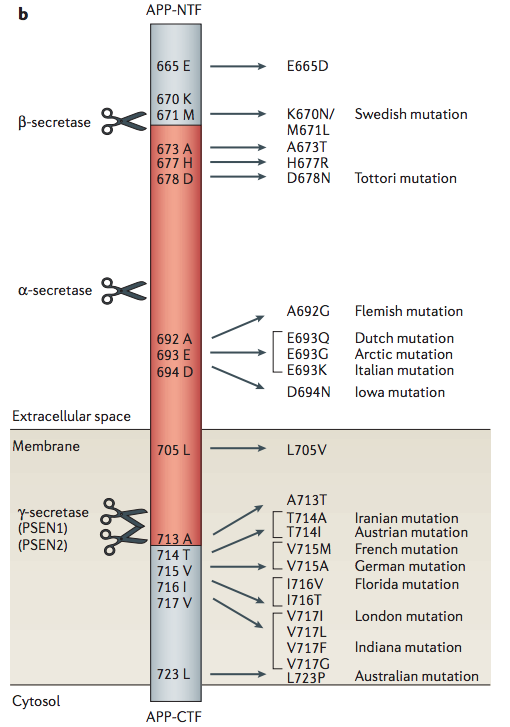 b
APP-NTF
665 E E665D
670 K
671 M K670N/ Swedish mutation
M671L
β-secretase
673 A A673T
677 H H677R
678 D D678N Tottori mutation
α-secretase
A692G Flemish mutation
692 A E693Q Dutch mutation
693 E E693G Arctic mutation
694 D E693K Italian mutation
D694N Iowa mutation
Extracellular space
Membrane
705 L L705V
A713T
γ-secretase
(PSEN1)
(PSEN2)
T714A Iranian mutation
T714I Austrian mutation
713 A
714 T V715M French mutation
715 V V715A German mutation
716 I I716V Florida mutation
717 V I716T
V717I London mutation
V717L
V717F Indiana mutation
V717G
723 L L723P Australian mutation
Cytosol
APP-CTF